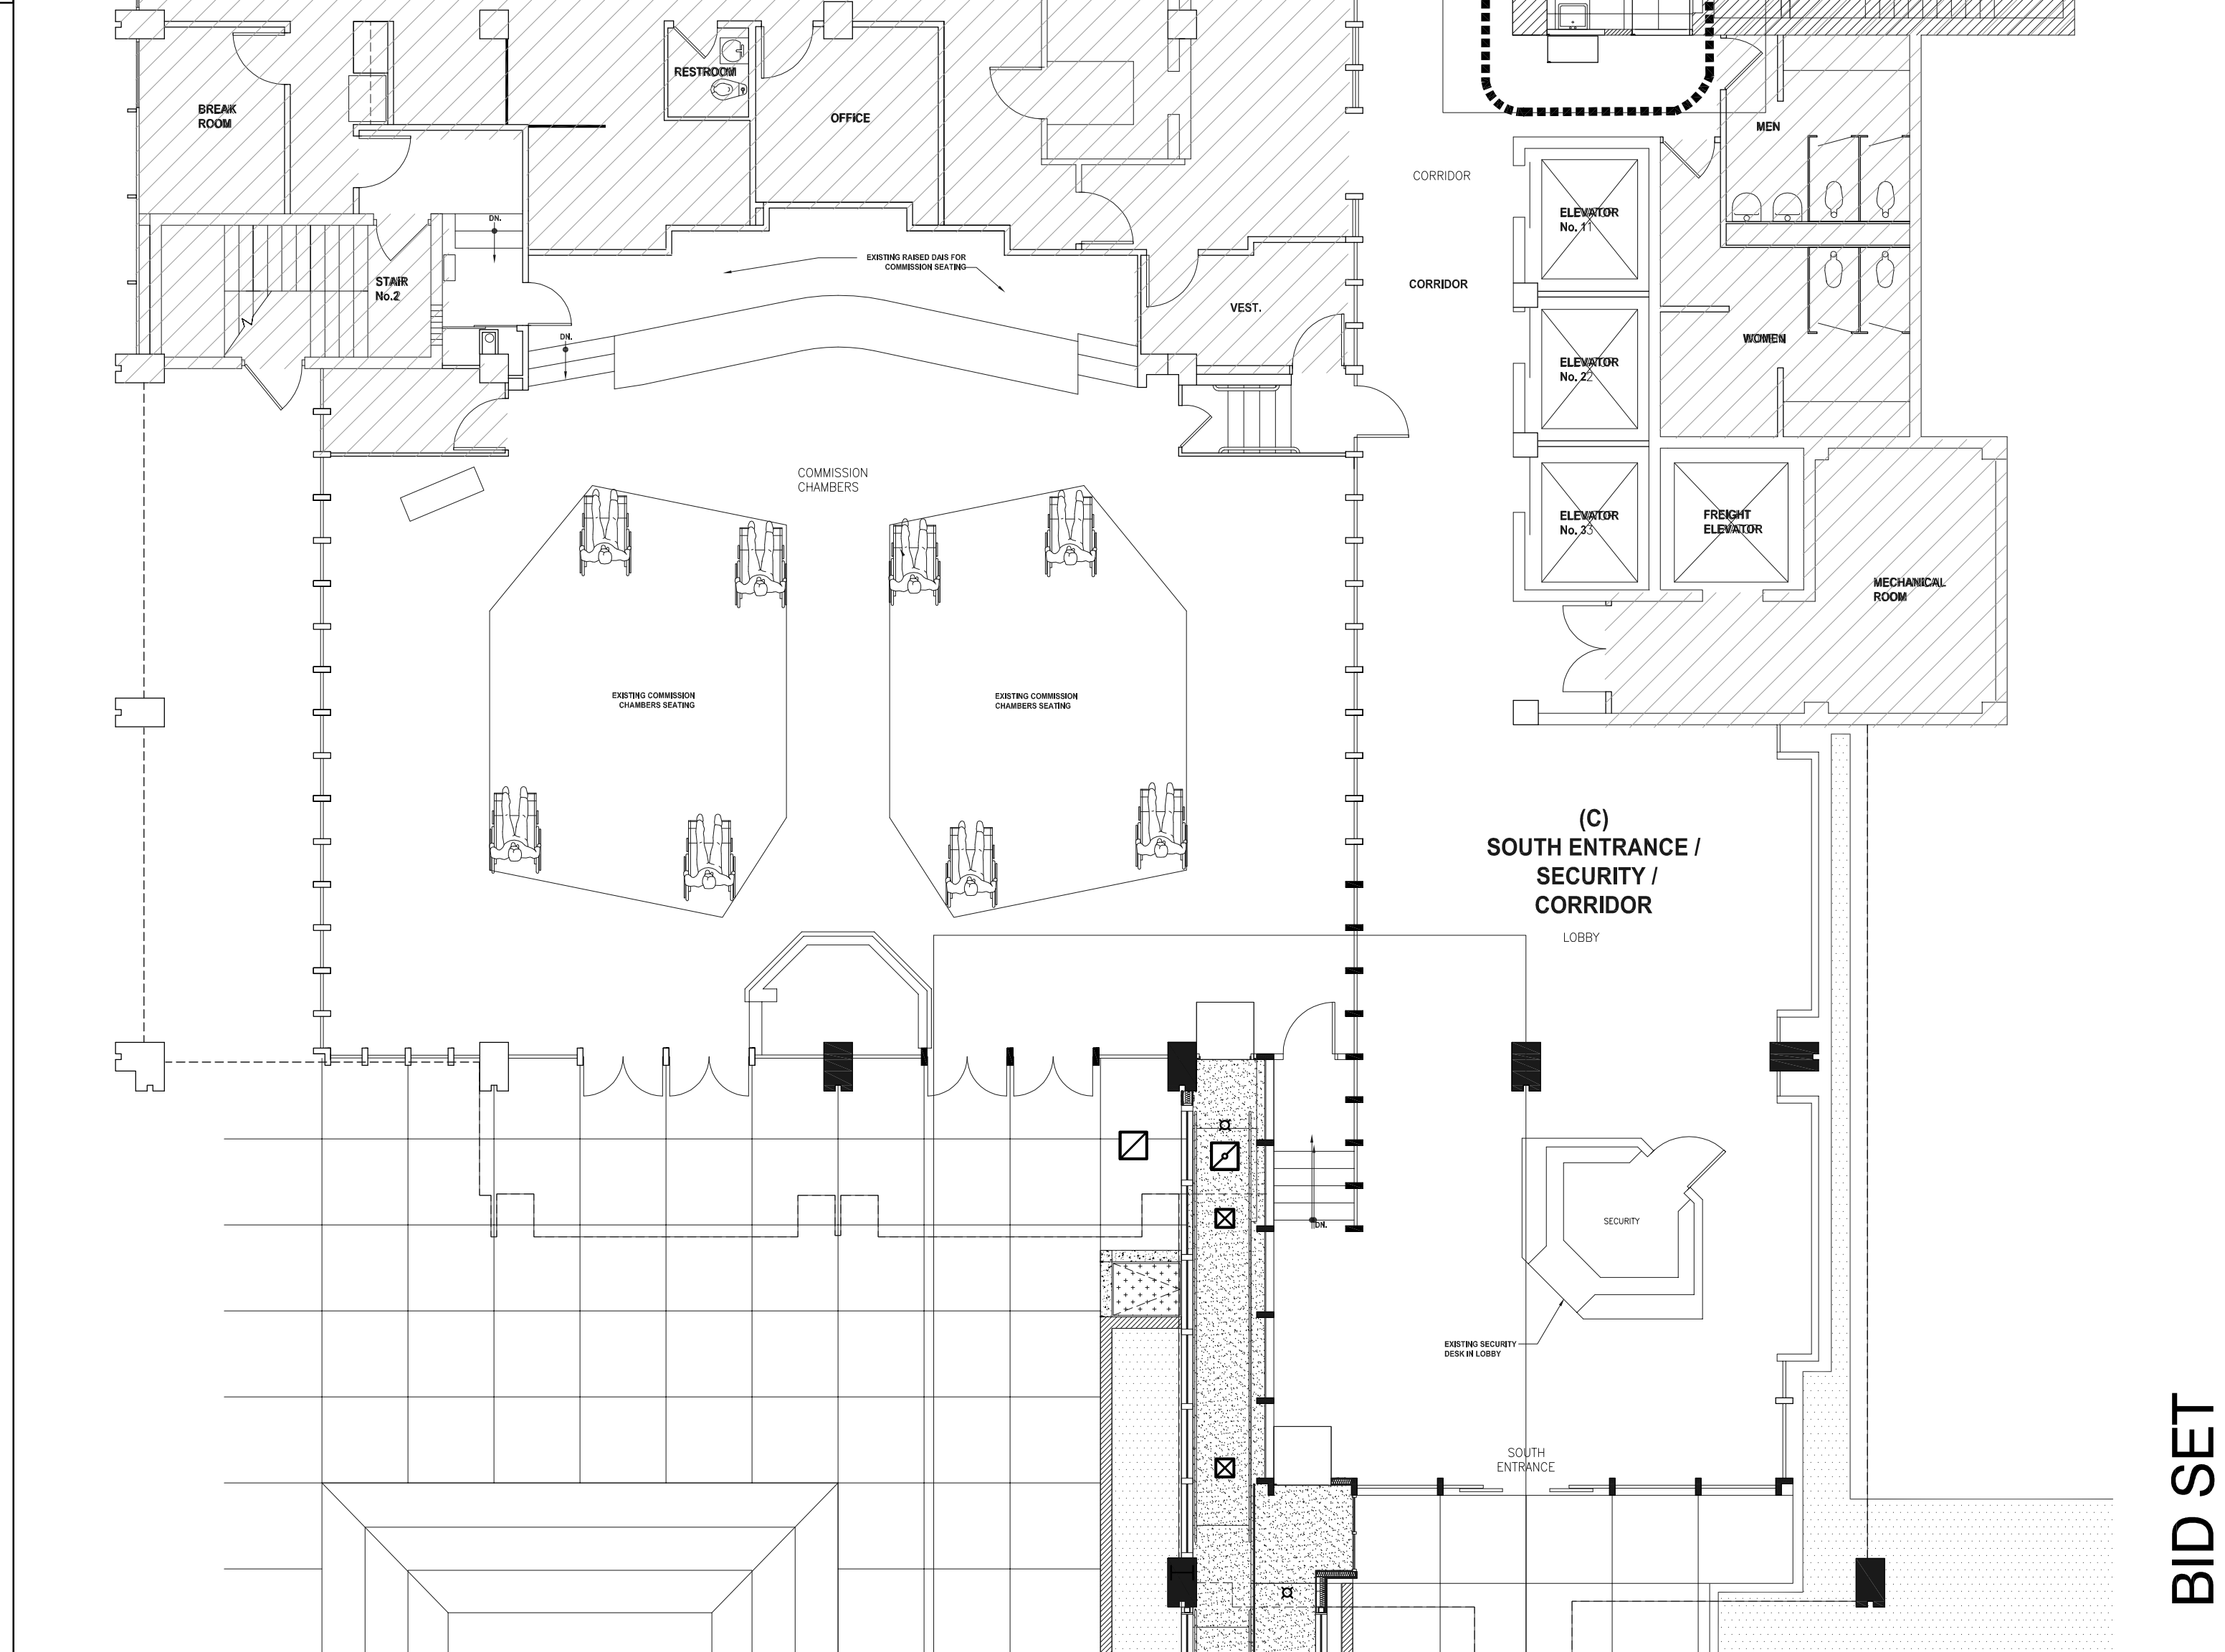 RESTROOM
BREAK
ROOM
OFFICE
MEN
CORRIDOR
ELEVATOR
No. 1
DN.
EXISTING RAISED DAIS FOR
COMMISSION SEATING
STAIR
No.2
CORRIDOR
VEST.
DN.
WOMEN
ELEVATOR
No. 2
COMMISSION
CHAMBERS
ELEVATOR
No. 3
FREIGHT
ELEVATOR
MECHANICAL
ROOM
EXISTING COMMISSION
CHAMBERS SEATING
EXISTING COMMISSION
CHAMBERS SEATING
(C)
SOUTH ENTRANCE /
SECURITY /
CORRIDOR
LOBBY
SECURITY
DN.
EXISTING SECURITY
DESK IN LOBBY
SOUTH
ENTRANCE
BID SET